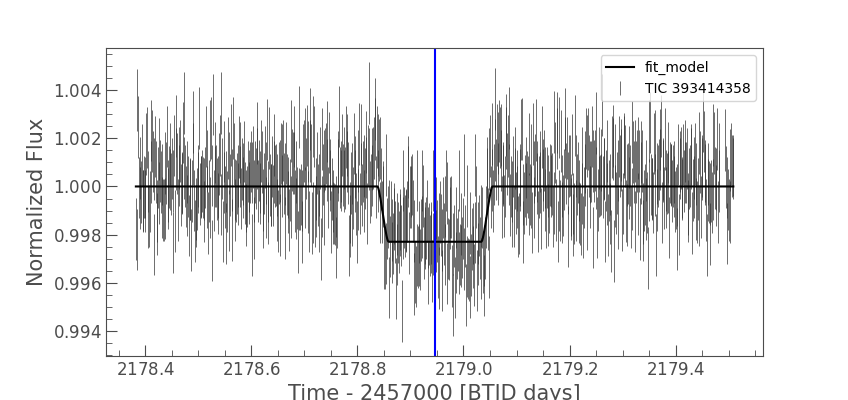 fit_model
TIC 393414358
1.004
1.002
1.000
0.998
0.996
0.994
Normalized Flux
2178.4 2178.6 2178.8 2179.0 2179.2 2179.4
Time - 2457000 [BTJD days]